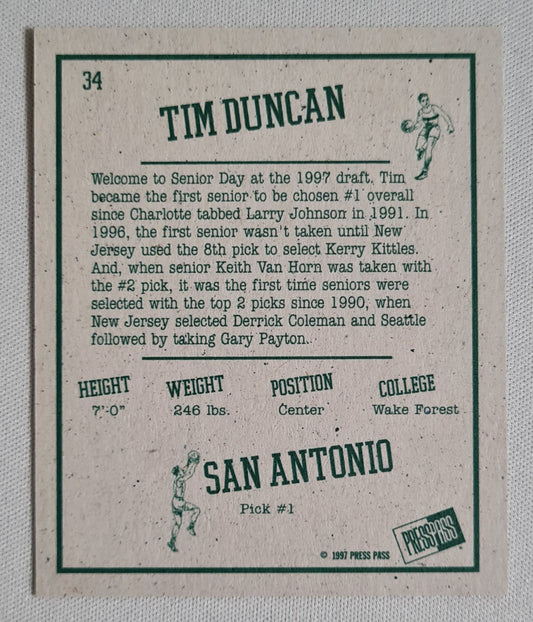 34
TIM DUNCAN
Welcome to Senior Day at the 1997 draft. Tim
became the first senior to be chosen #1 overall
since Charlotte tabbed Larry Johnson in 1991. In
1996, the first senior wasn't taken until New
Jersey used the 8th pick to select Kerry Kittles.
And, when senior Keith Van Horn was taken with
the #2 pick, it was the first time seniors were
selected with the top 2 picks since 1990, when
New Jersey selected Derrick Coleman and Seattle
followed by taking Gary Payton.
HEIGHT WEIGHT POSITION COLLEGE
7'-0" 246 lbs. Center Wake Forest
SAN ANTONIO
Pick #1
© 1997 PRESS PASS
PRESS PASS